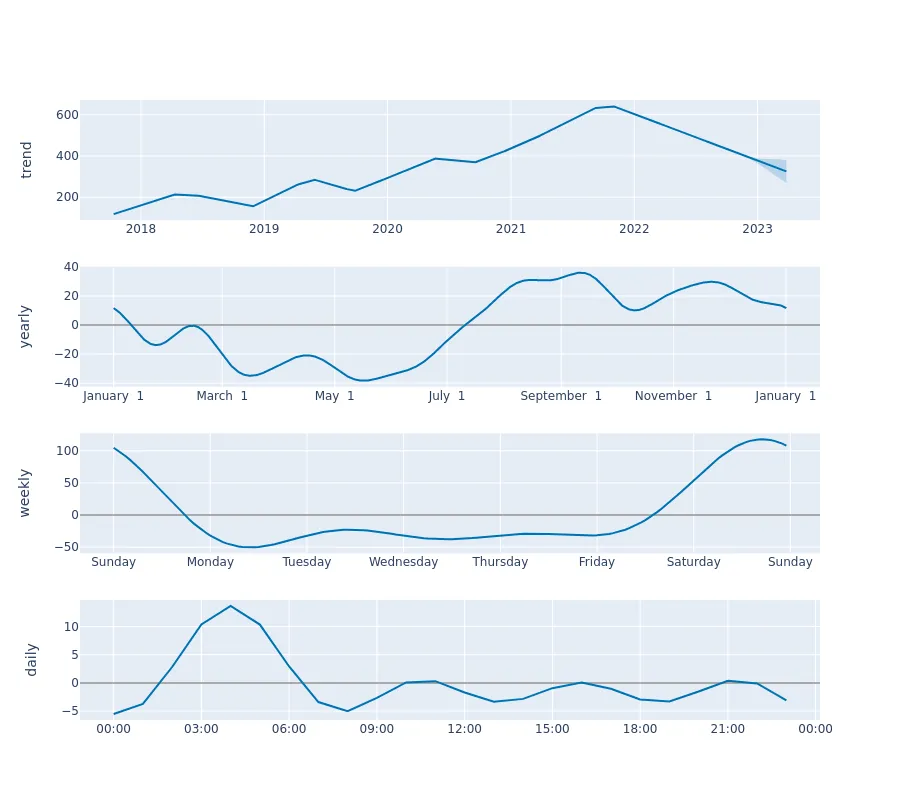 trend
600
400
200
2018 2019 2020 2021 2022 2023
yearly
40
20
0
−20
−40
January 1 March 1 May 1 July 1 September 1 November 1 January 1
weekly
100
50
0
−50
Sunday Monday Tuesday Wednesday Thursday Friday Saturday Sunday
daily
10
5
0
−5
00:00 03:00 06:00 09:00 12:00 15:00 18:00 21:00 00:00